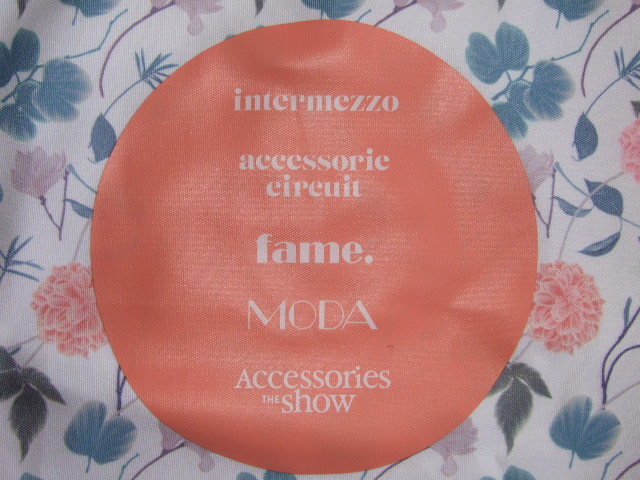 intermezzo
accessorie
circuit
fame.
MODA
Accessories
THE show